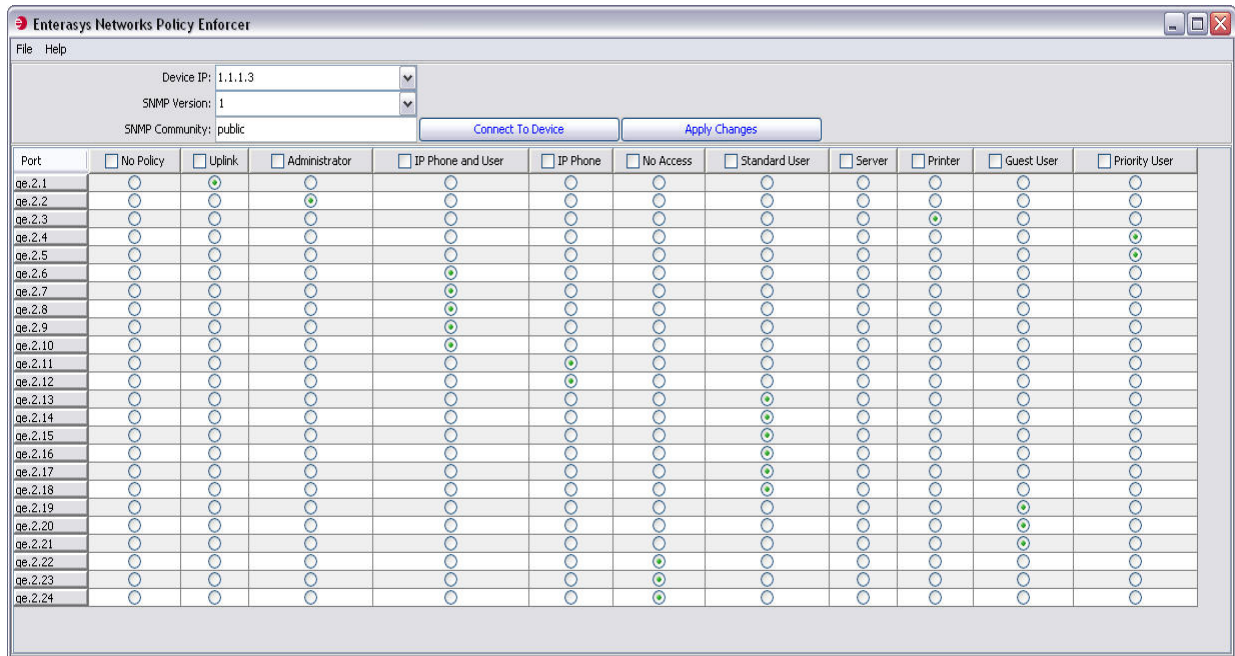 Enterasys Networks Policy Enforcer
File Help
Device IP: 1.1.1.3
SNMP Version: 1
SNMP Community: public Connect To Device Apply Changes
Port No Policy Uplink Administrator IP Phone and User IP Phone No Access Standard User Server Printer Guest User Priority User
ge.2.1
ge.2.2
ge.2.3
ge.2.4
ge.2.5
ge.2.6
ge.2.7
ge.2.8
ge.2.9
ge.2.10
ge.2.11
ge.2.12
ge.2.13
ge.2.14
ge.2.15
ge.2.16
ge.2.17
ge.2.18
ge.2.19
ge.2.20
ge.2.21
ge.2.22
ge.2.23
ge.2.24